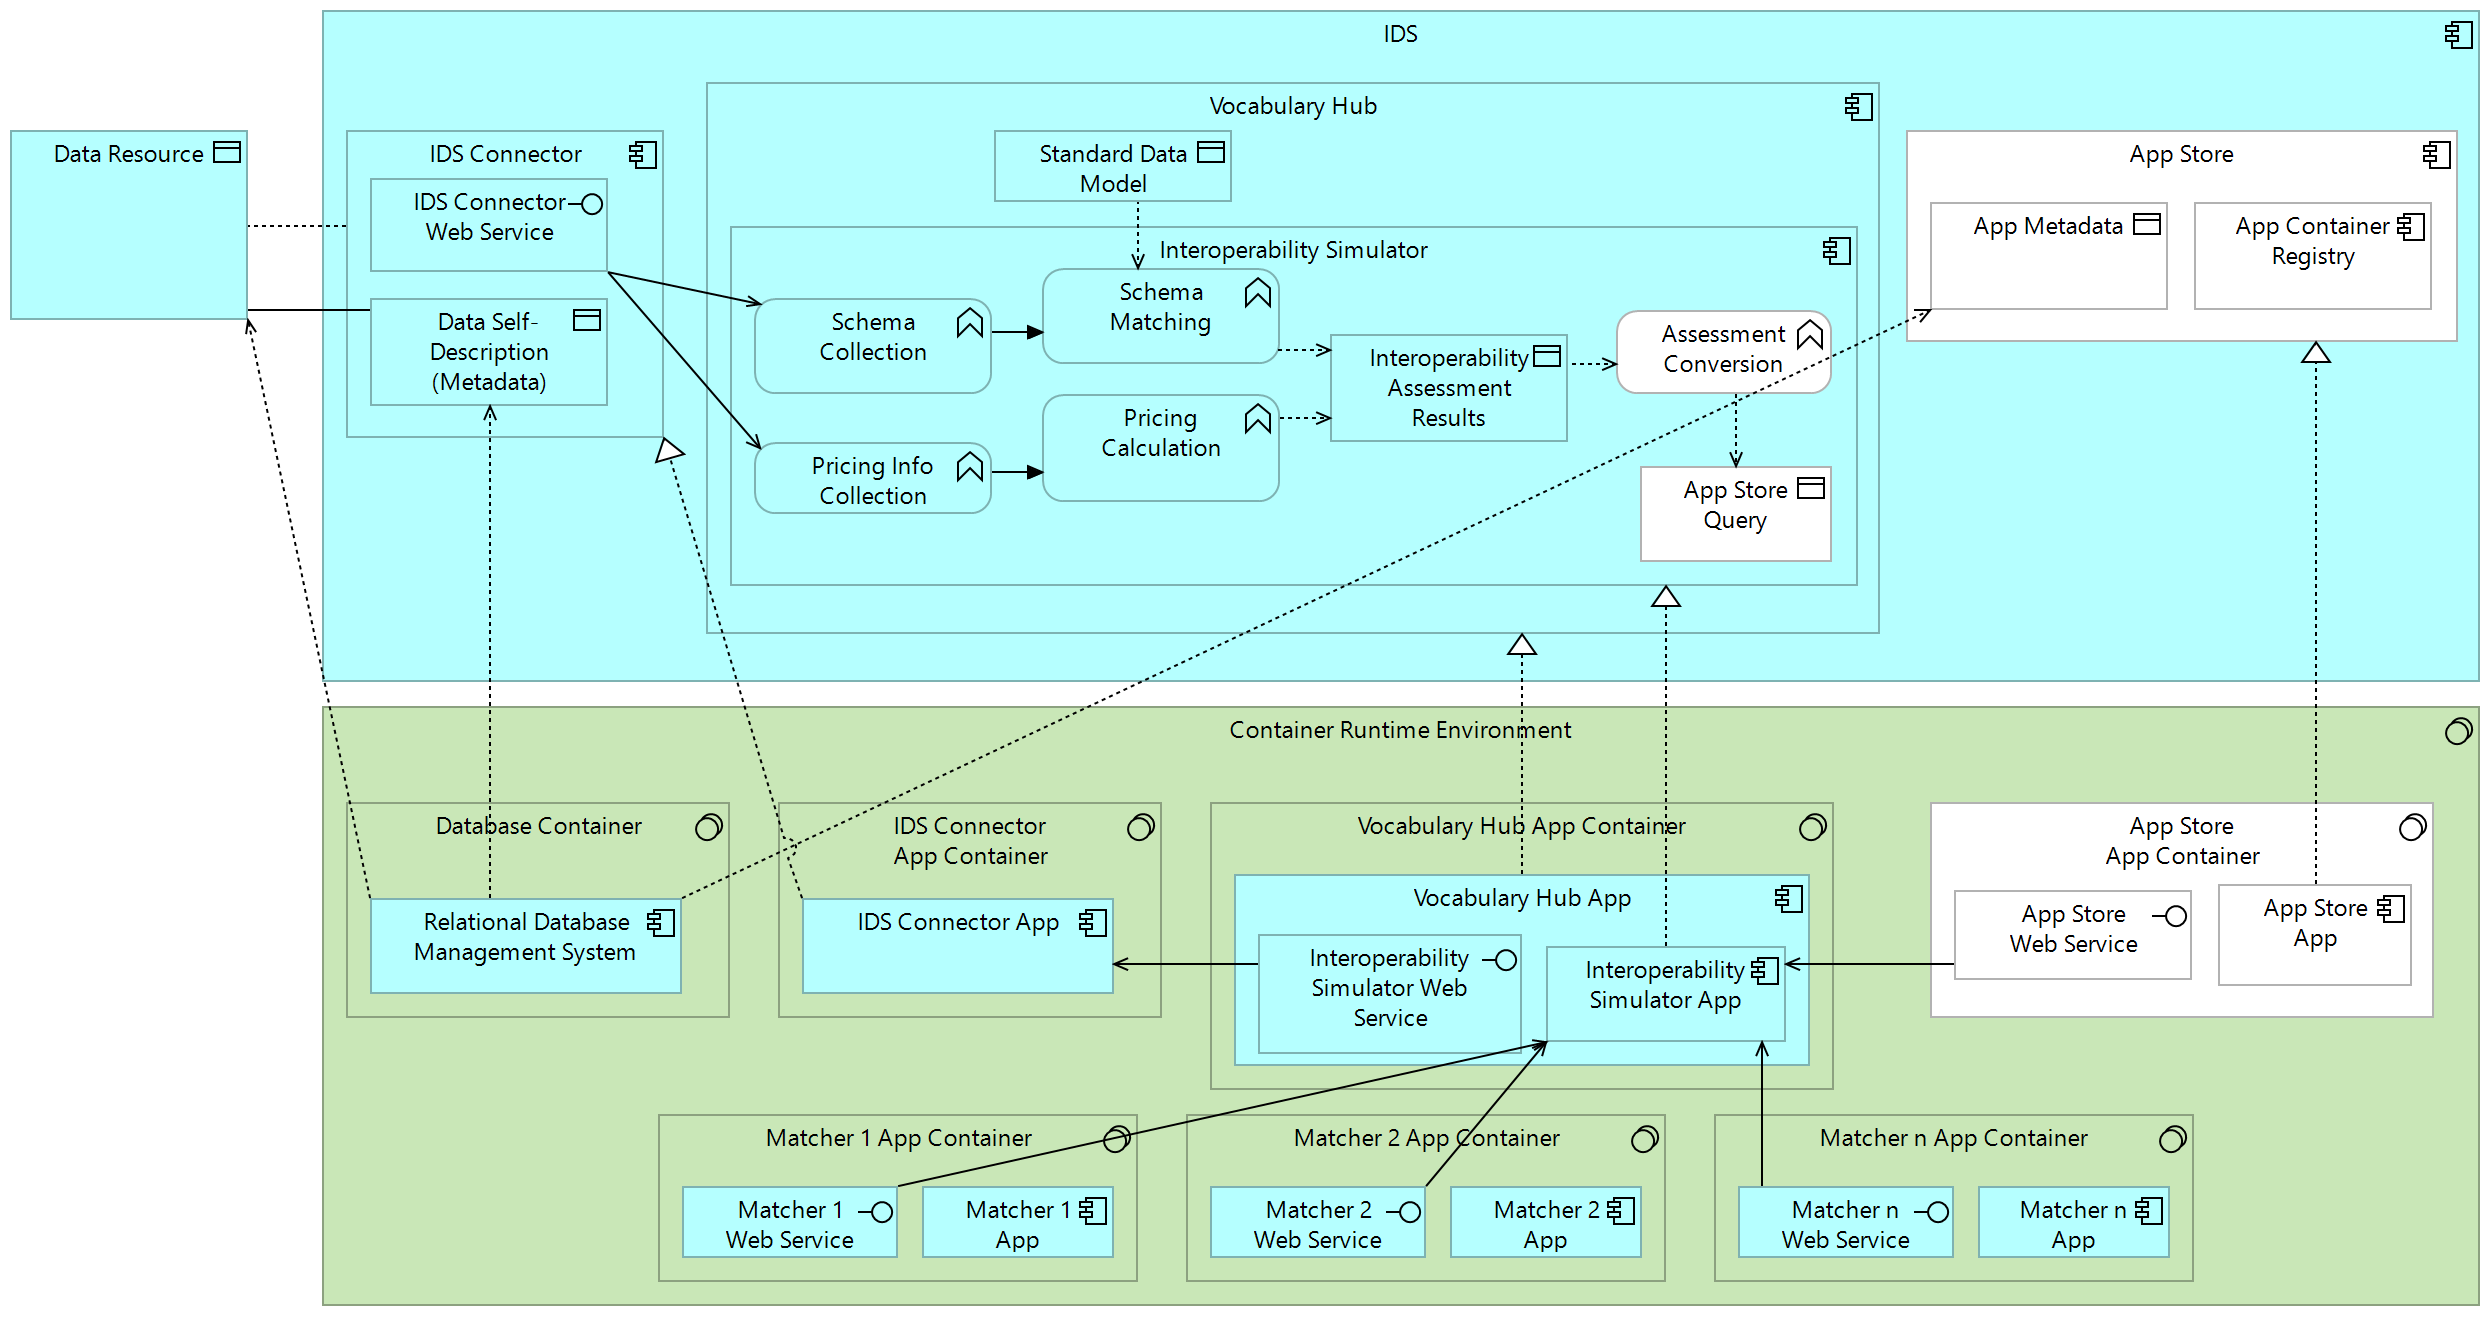 IDS
Vocabulary Hub
Data Resource
IDS Connector
Standard Data
Model
App Store
IDS Connector
Web Service
App Metadata
App Container
Registry
Interoperability Simulator
Data Self-
Description
(Metadata)
Schema
Collection
Schema
Matching
Interoperability
Assessment
Results
Assessment
Conversion
Pricing Info
Collection
Pricing
Calculation
App Store
Query
Container Runtime Environment
Database Container
IDS Connector
App Container
Vocabulary Hub App Container
App Store
App Container
Relational Database
Management System
IDS Connector App
Vocabulary Hub App
Interoperability
Simulator Web
Service
Interoperability
Simulator App
App Store
Web Service
App Store
App
Matcher 1 App Container
Matcher 2 App Container
Matcher n App Container
Matcher 1
Web Service
Matcher 1
App
Matcher 2
Web Service
Matcher 2
App
Matcher n
Web Service
Matcher n
App